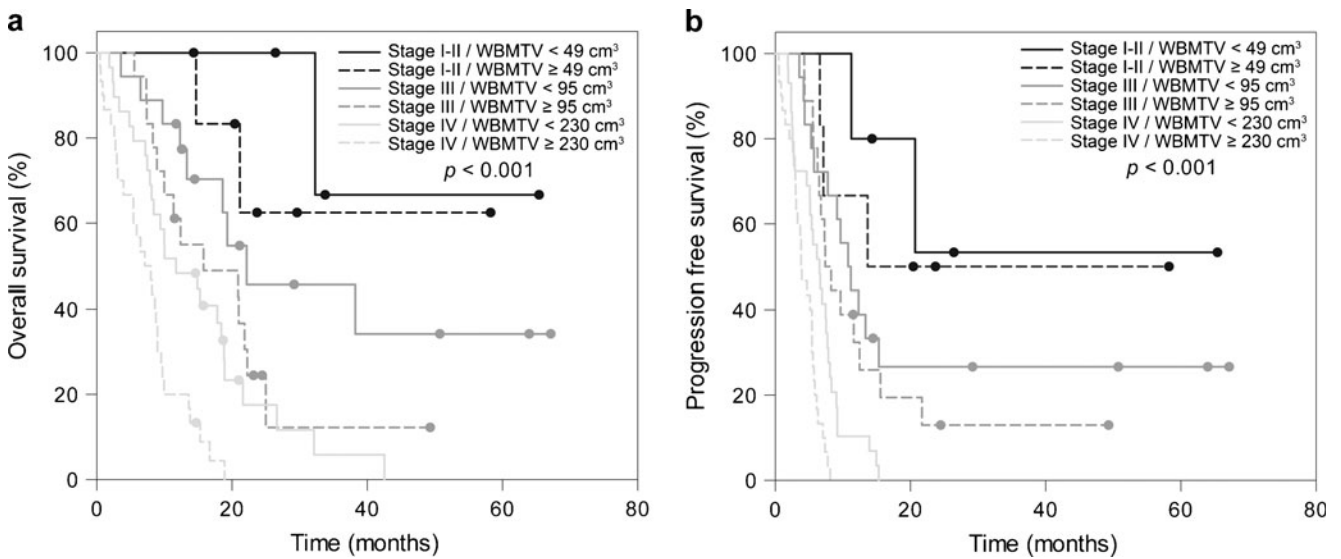 a
Stage I-II / WBMTV < 49 cm³
Stage I-II / WBMTV ≥ 49 cm³
Stage III / WBMTV < 95 cm³
Stage III / WBMTV ≥ 95 cm³
Stage IV / WBMTV < 230 cm³
Stage IV / WBMTV ≥ 230 cm³
p < 0.001
Overall survival (%)
100
80
60
40
20
0
0 20 40 60 80
Time (months)
b
Stage I-II / WBMTV < 49 cm³
Stage I-II / WBMTV ≥ 49 cm³
Stage III / WBMTV < 95 cm³
Stage III / WBMTV ≥ 95 cm³
Stage IV / WBMTV < 230 cm³
Stage IV / WBMTV ≥ 230 cm³
p < 0.001
Progression free survival (%)
100
80
60
40
20
0
0 20 40 60 80
Time (months)